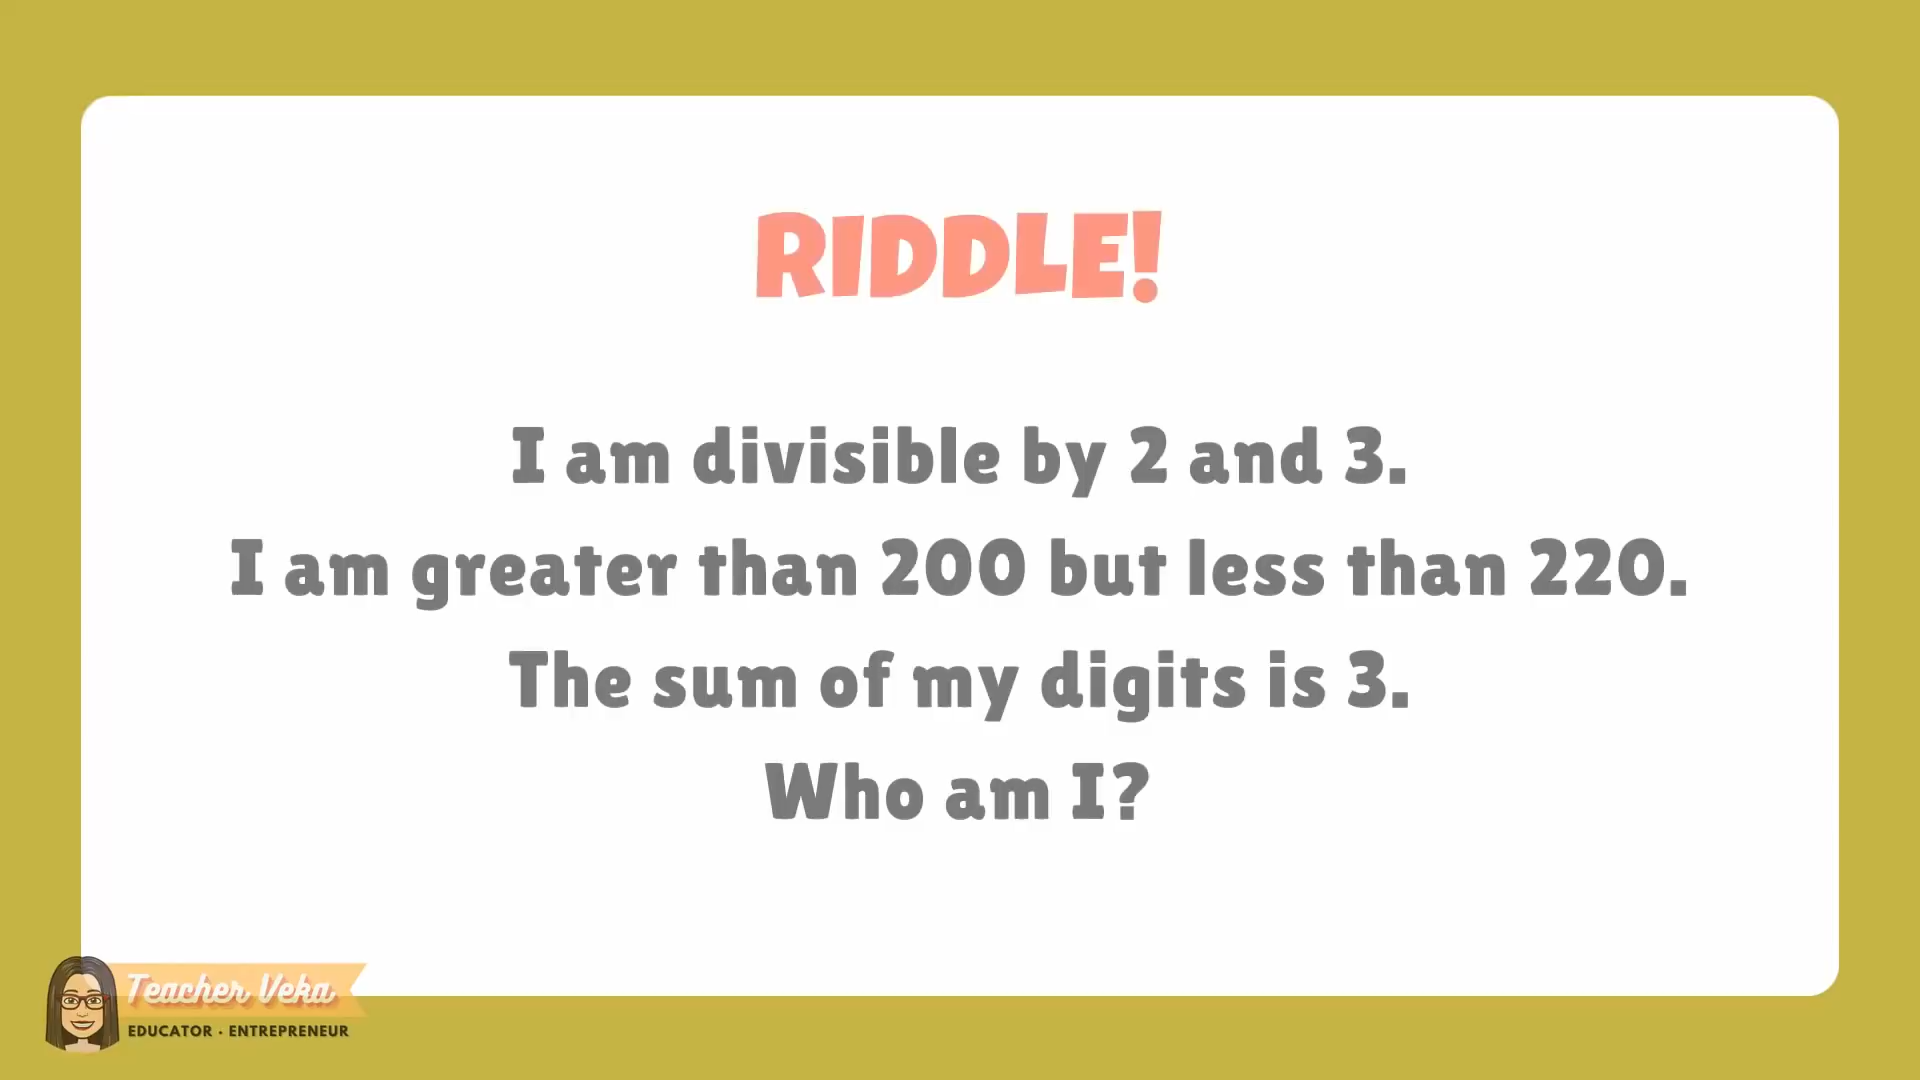 RIDDLE!
I am divisible by 2 and 3.
I am greater than 200 but less than 220.
The sum of my digits is 3.
Who am I?
Teacher Veka
EDUCATOR · ENTREPRENEUR